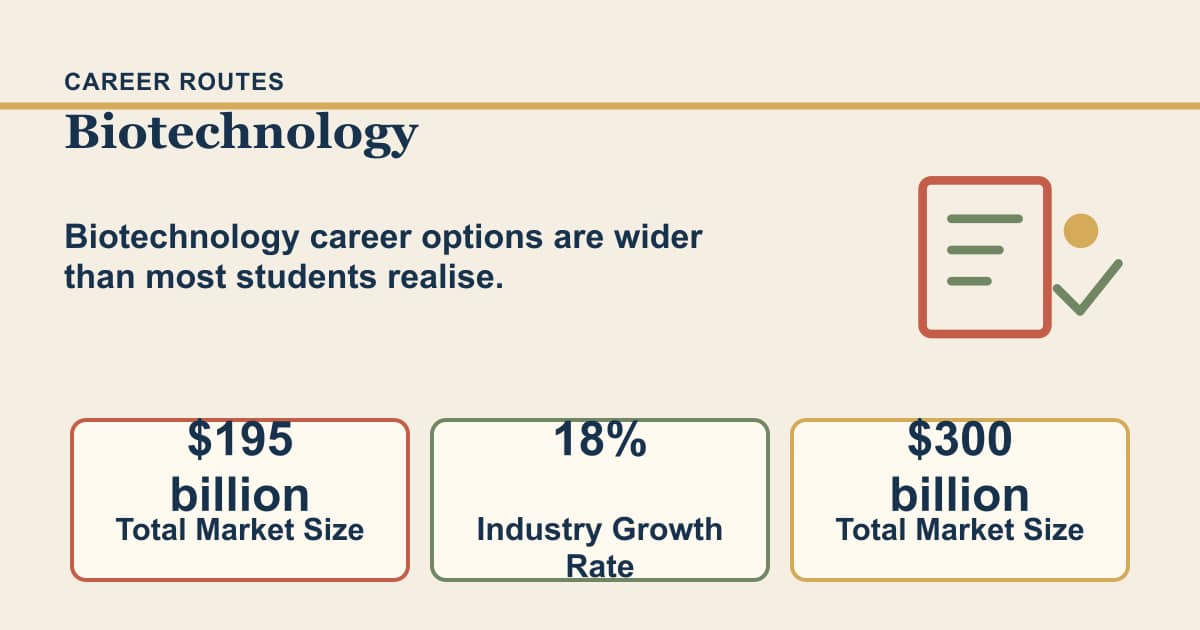 CAREER ROUTES
Biotechnology
Biotechnology career options are wider
than most students realise.
$195
billion
Total Market Size
18%
Industry Growth
Rate
$300
billion
Total Market Size